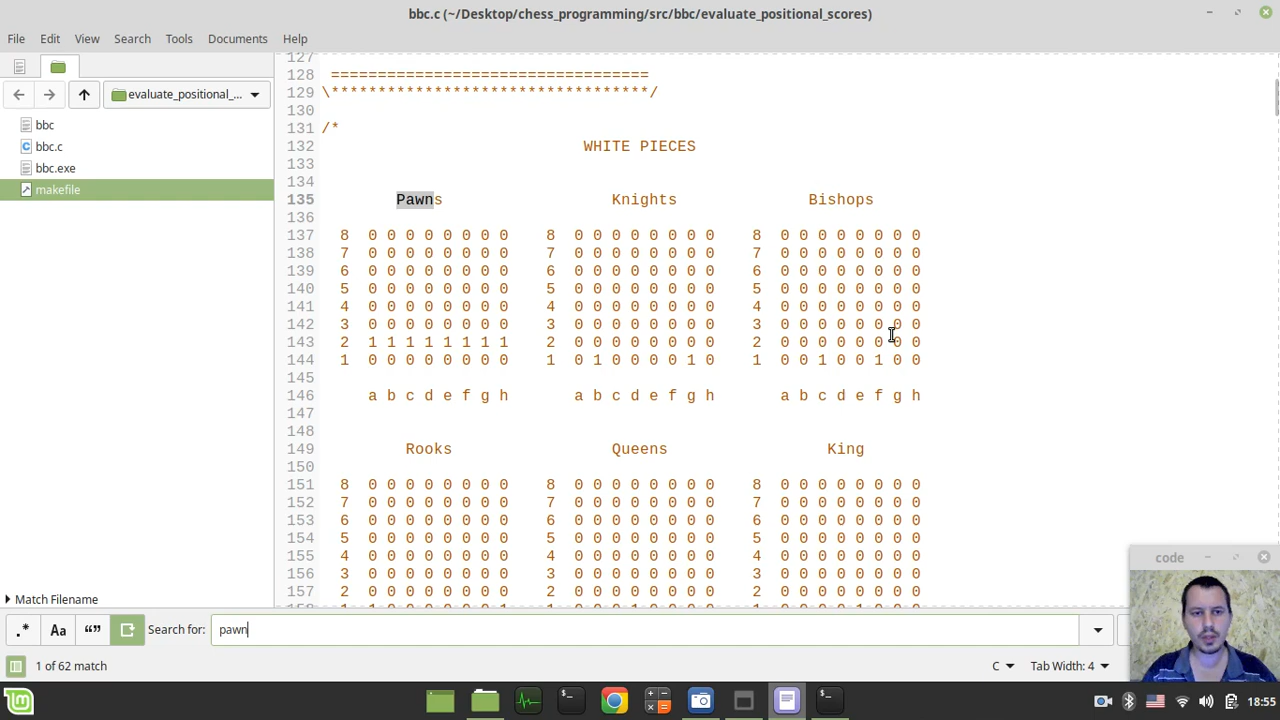 bbc.c (~/Desktop/chess_programming/src/bbc/evaluate_positional_scores)
File Edit View Search Tools Documents Help
evaluate_positional_...
bbc
bbc.c
bbc.exe
makefile
Match Filename
127
128 =================================
129 \*********************************/
130
131 /*
132 WHITE PIECES
133
134
135 Pawns Knights Bishops
136
137 8 0 0 0 0 0 0 0 0 8 0 0 0 0 0 0 0 0 8 0 0 0 0 0 0 0 0
138 7 0 0 0 0 0 0 0 0 7 0 0 0 0 0 0 0 0 7 0 0 0 0 0 0 0 0
139 6 0 0 0 0 0 0 0 0 6 0 0 0 0 0 0 0 0 6 0 0 0 0 0 0 0 0
140 5 0 0 0 0 0 0 0 0 5 0 0 0 0 0 0 0 0 5 0 0 0 0 0 0 0 0
141 4 0 0 0 0 0 0 0 0 4 0 0 0 0 0 0 0 0 4 0 0 0 0 0 0 0 0
142 3 0 0 0 0 0 0 0 0 3 0 0 0 0 0 0 0 0 3 0 0 0 0 0 0 0 0
143 2 1 1 1 1 1 1 1 1 2 0 0 0 0 0 0 0 0 2 0 0 0 0 0 0 0 0
144 1 0 0 0 0 0 0 0 0 1 0 1 0 0 0 0 1 0 1 0 0 1 0 0 1 0 0
145
146 a b c d e f g h a b c d e f g h a b c d e f g h
147
148
149 Rooks Queens King
150
151 8 0 0 0 0 0 0 0 0 8 0 0 0 0 0 0 0 0 8 0 0 0 0 0 0 0 0
152 7 0 0 0 0 0 0 0 0 7 0 0 0 0 0 0 0 0 7 0 0 0 0 0 0 0 0
153 6 0 0 0 0 0 0 0 0 6 0 0 0 0 0 0 0 0 6 0 0 0 0 0 0 0 0
154 5 0 0 0 0 0 0 0 0 5 0 0 0 0 0 0 0 0 5 0 0 0 0 0 0 0 0
155 4 0 0 0 0 0 0 0 0 4 0 0 0 0 0 0 0 0 4 0 0 0 0 0 0 0 0
156 3 0 0 0 0 0 0 0 0 3 0 0 0 0 0 0 0 0 3 0 0 0 0 0 0 0 0
157 2 0 0 0 0 0 0 0 0 2 0 0 0 0 0 0 0 0 2 0 0 0 0 0 0 0 0
code
.* Aa “” Search for: pawn
1 of 62 match C Tab Width: 4
18:55